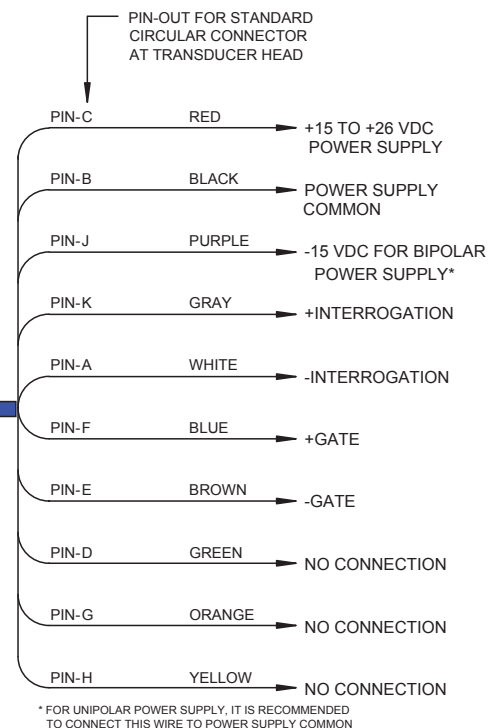 PIN-OUT FOR STANDARD
CIRCULAR CONNECTOR
AT TRANSDUCER HEAD
PIN-C RED +15 TO +26 VDC
POWER SUPPLY
PIN-B BLACK POWER SUPPLY
COMMON
PIN-J PURPLE -15 VDC FOR BIPOLAR
POWER SUPPLY*
PIN-K GRAY +INTERROGATION
PIN-A WHITE -INTERROGATION
PIN-F BLUE +GATE
PIN-E BROWN -GATE
PIN-D GREEN NO CONNECTION
PIN-G ORANGE NO CONNECTION
PIN-H YELLOW NO CONNECTION
* FOR UNIPOLAR POWER SUPPLY, IT IS RECOMMENDED
TO CONNECT THIS WIRE TO POWER SUPPLY COMMON